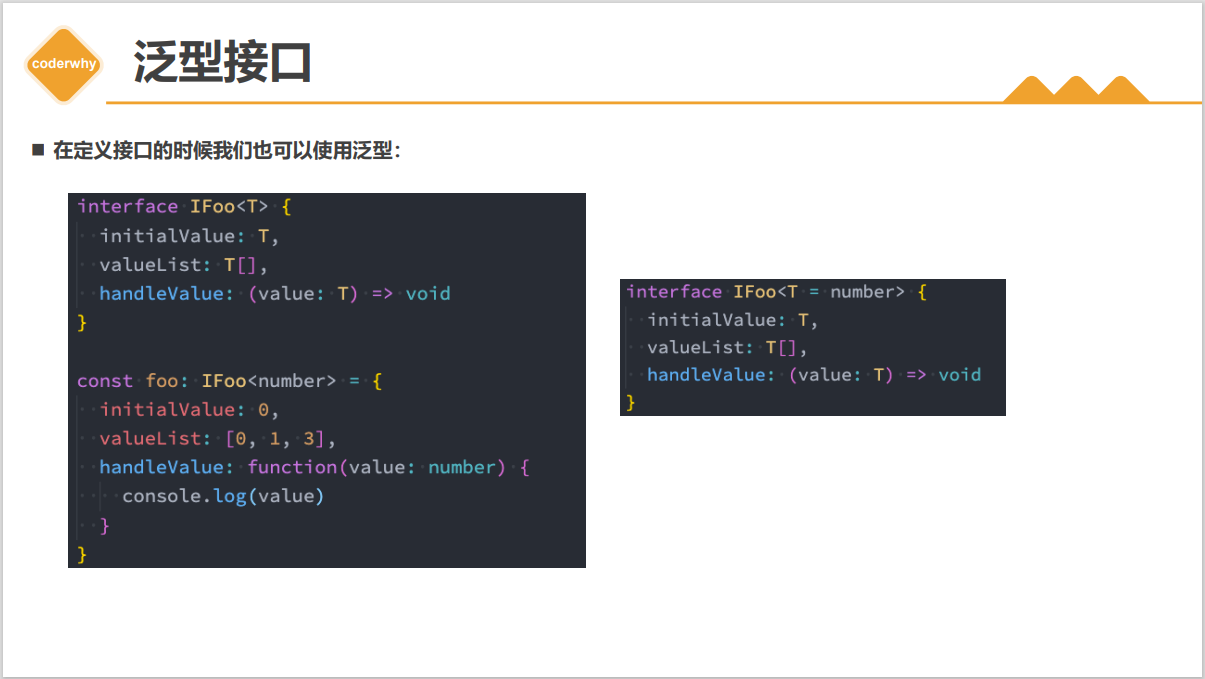 coderwhy
泛型接口
在定义接口的时候我们也可以使用泛型：
interface IFoo<T> {
  initialValue: T,
  valueList: T[],
  handleValue: (value: T) => void
}
const foo: IFoo<number> = {
  initialValue: 0,
  valueList: [0, 1, 3],
  handleValue: function(value: number) {
    console.log(value)
  }
}
interface IFoo<T = number> {
  initialValue: T,
  valueList: T[],
  handleValue: (value: T) => void
}